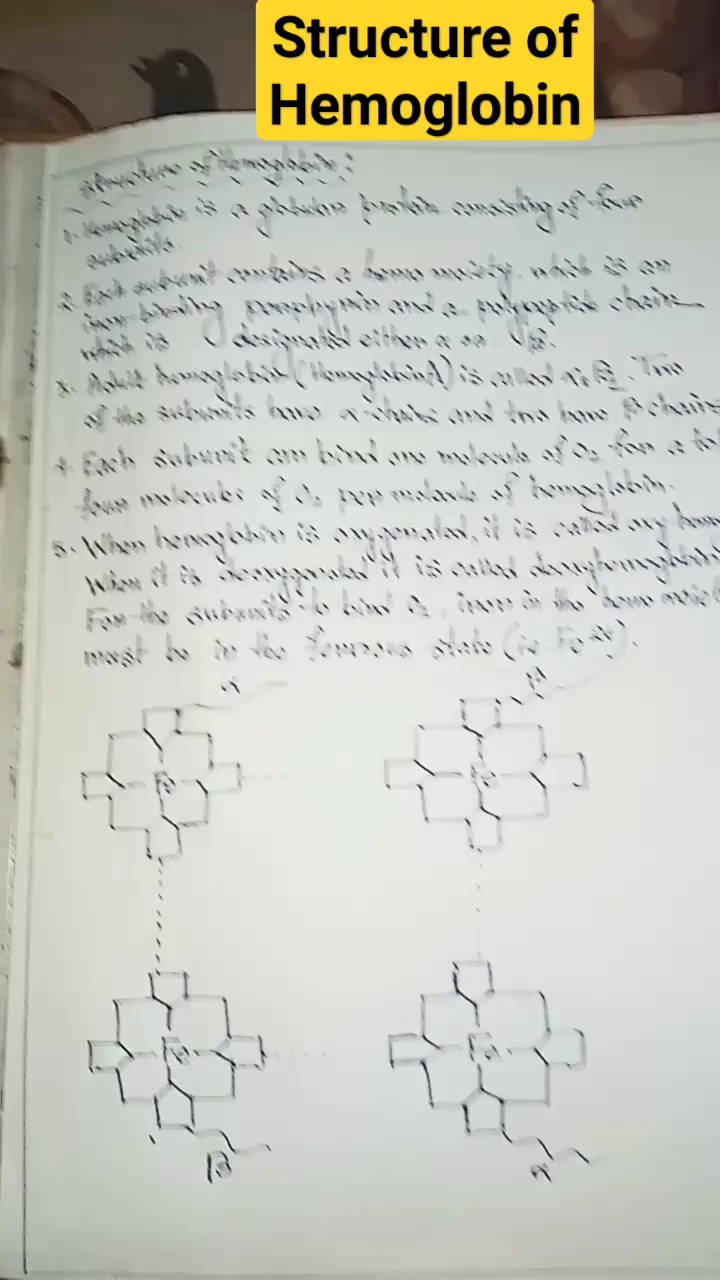 Structure of
Hemoglobin
Structure of Hemoglobin:
1. Hemoglobin is a globular protein consisting of four
subunits.
2. Each subunit contains a heme moiety, which is an
iron-binding porphyrin and a polypeptide chain
which is designated either α or β.
3. Adult hemoglobin (Hemoglobin A) is called α₂β₂. Two
of the subunits have α-chains and two have β chains
4. Each subunit can bind one molecule of O₂ for a
four molecules of O₂ per molecule of hemoglobin.
5. When hemoglobin is oxygenated, it is called oxy
When it is deoxygenated it is called deoxyhemoglobin
For the subunits to bind O₂, iron in the heme
must be in the ferrous state (ie. Fe²⁺).
α β
Fe Fe
Fe Fe
β α